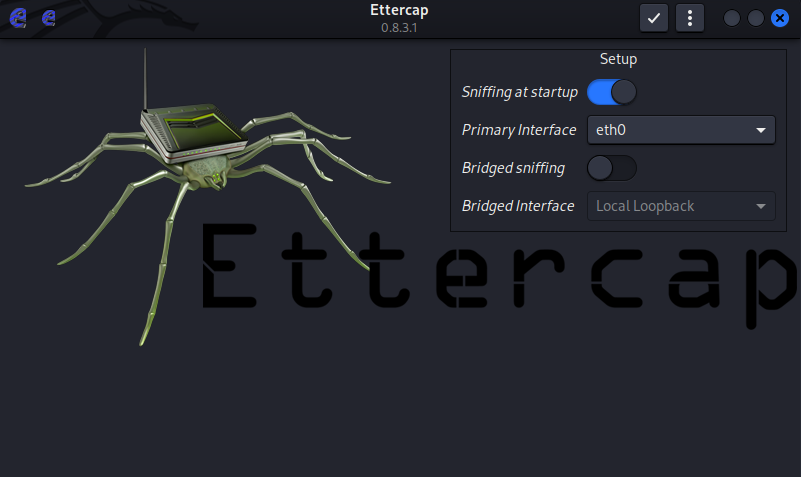 Ettercap
0.8.3.1
Setup
Sniffing at startup
Primary Interface eth0
Bridged sniffing
Bridged Interface Local Loopback
Ettercap